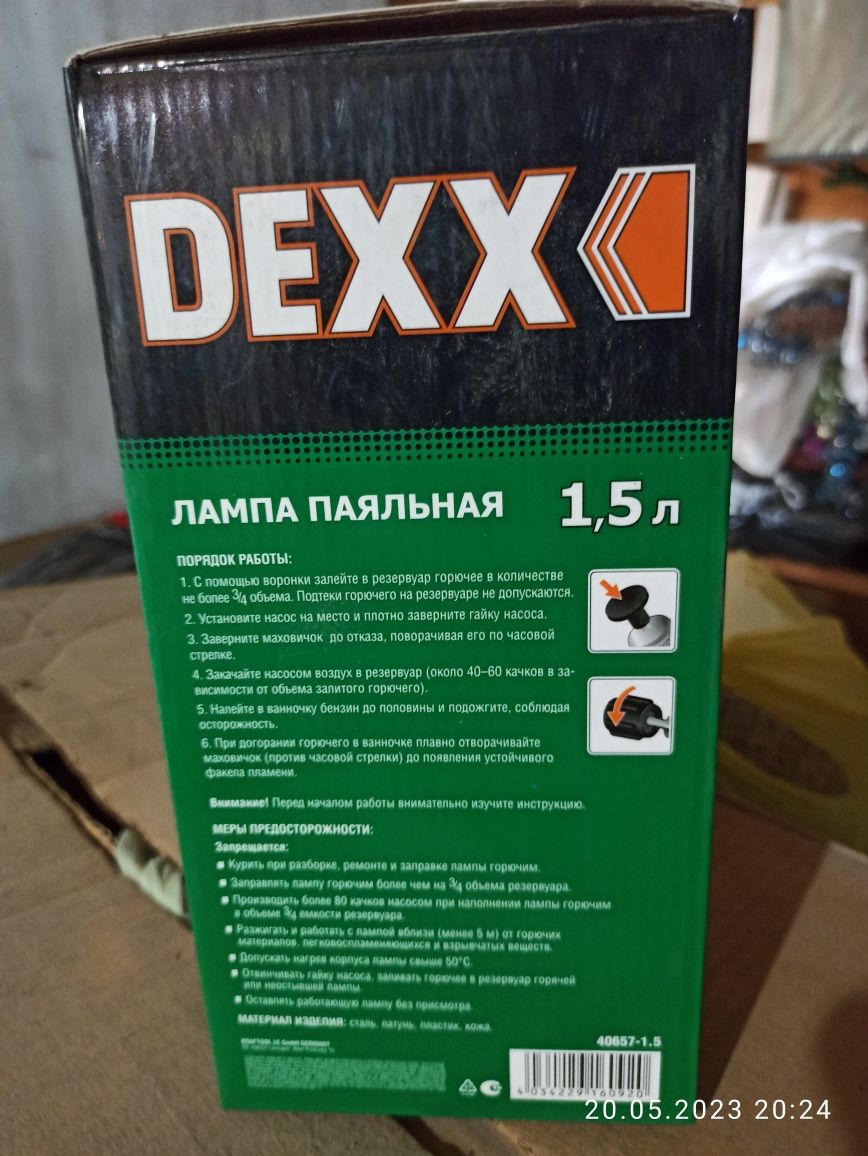 DEXX
ЛАМПА ПАЯЛЬНАЯ 1,5 л
ПОРЯДОК РАБОТЫ:
1. С помощью воронки залейте в резервуар горючее в количестве
не более 3/4 объема. Подтеки горючего на резервуаре не допускаются.
2. Установите насос на место и плотно заверните гайку насоса.
3. Заверните маховичок до отказа, поворачивая его по часовой
стрелке.
4. Закачайте насосом воздух в резервуар (около 40–60 качков в за-
висимости от объема залитого горючего).
5. Налейте в ванночку бензин до половины и подожгите, соблюдая
осторожность.
6. При догорании горючего в ванночке плавно отворачивайте
маховичок (против часовой стрелки) до появления устойчивого
факела пламени.
Внимание! Перед началом работы внимательно изучите инструкцию.
МЕРЫ ПРЕДОСТОРОЖНОСТИ:
Запрещается:
Курить при разборке, ремонте и заправке лампы горючим.
Заправлять лампу горючим более чем на 3/4 объема резервуара.
Производить более 80 качков насосом при наполнении лампы горючим
в объеме 3/4 емкости резервуара.
Разжигать и работать с лампой вблизи (менее 5 м) от горючих
материалов, легковоспламеняющихся и взрывчатых веществ.
Допускать нагрев корпуса лампы свыше 50°C.
Отвинчивать гайку насоса, заливать горючее в резервуар горячей
или неостывшей лампы.
Оставлять работающую лампу без присмотра.
МАТЕРИАЛ ИЗДЕЛИЯ: сталь, латунь, пластик, кожа.
KRAFTOOL I/E GmbH GERMANY
40657-1.5
4 034229 160920
20.05.2023 20:24